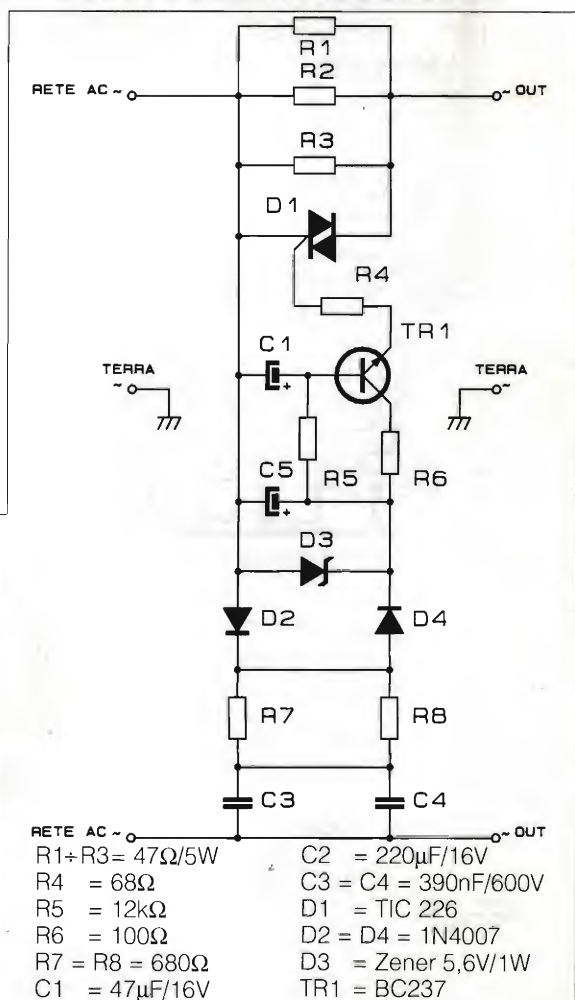 R1
R2
RETE AC ~
~ OUT
R3
D1
R4
TR1
C1
+
TERRA
~
TERRA
~
R5
R6
C5
+
D3
D2
D4
R7
R8
C3
C4
RETE AC ~
~ OUT
R1÷R3= 47Ω/5W
R4 = 68Ω
R5 = 12kΩ
R6 = 100Ω
R7 = R8 = 680Ω
C1 = 47µF/16V
C2 = 220µF/16V
C3 = C4 = 390nF/600V
D1 = TIC 226
D2 = D4 = 1N4007
D3 = Zener 5,6V/1W
TR1 = BC237